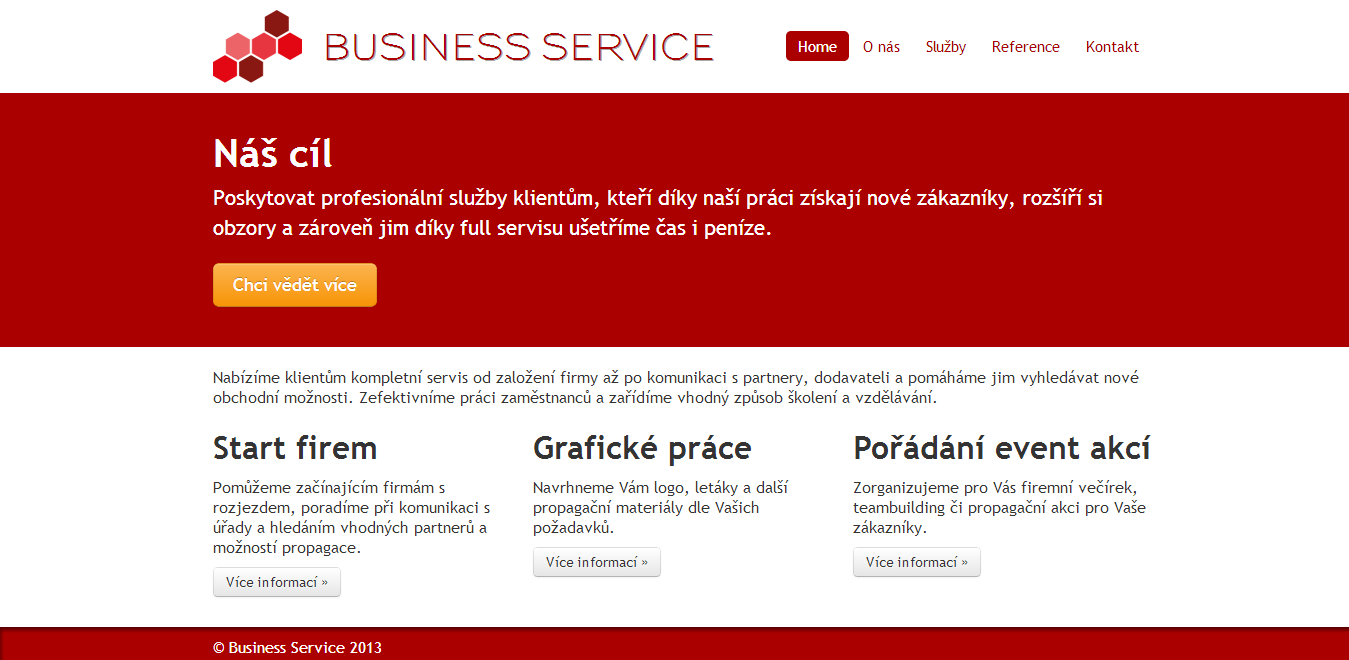 BUSINESS SERVICE
Home O nás Služby Reference Kontakt
Náš cíl
Poskytovat profesionální služby klientům, kteří díky naší práci získají nové zákazníky, rozšíří si
obzory a zároveň jim díky full servisu ušetříme čas i peníze.
Chci vědět více
Nabízíme klientům kompletní servis od založení firmy až po komunikaci s partnery, dodavateli a pomáháme jim vyhledávat nové
obchodní možnosti. Zefektivníme práci zaměstnanců a zařídíme vhodný způsob školení a vzdělávání.
Start firem
Pomůžeme začínajícím firmám s
rozjezdem, poradíme při komunikaci s
úřady a hledáním vhodných partnerů a
možností propagace.
Více informací »
Grafické práce
Navrhneme Vám logo, letáky a další
propagační materiály dle Vašich
požadavků.
Více informací »
Pořádání event akcí
Zorganizujeme pro Vás firemní večírek,
teambuilding či propagační akci pro Vaše
zákazníky.
Více informací »
© Business Service 2013